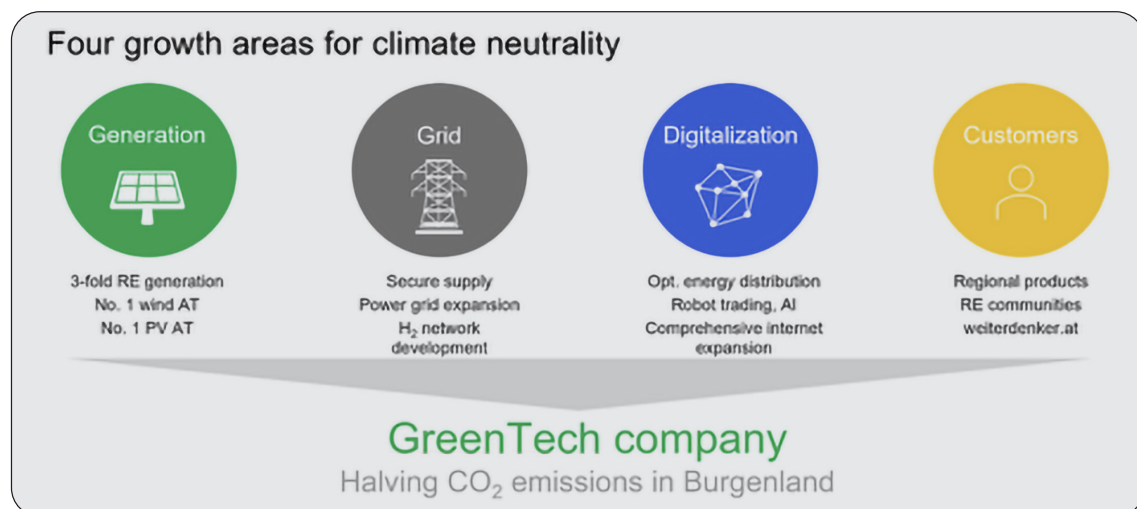 Four growth areas for climate neutrality
Generation
3-fold RE generation
No. 1 wind AT
No. 1 PV AT
Grid
Secure supply
Power grid expansion
H₂ network
development
Digitalization
Opt. energy distribution
Robot trading, AI
Comprehensive internet
expansion
Customers
Regional products
RE communities
weiterdenker.at
GreenTech company
Halving CO₂ emissions in Burgenland